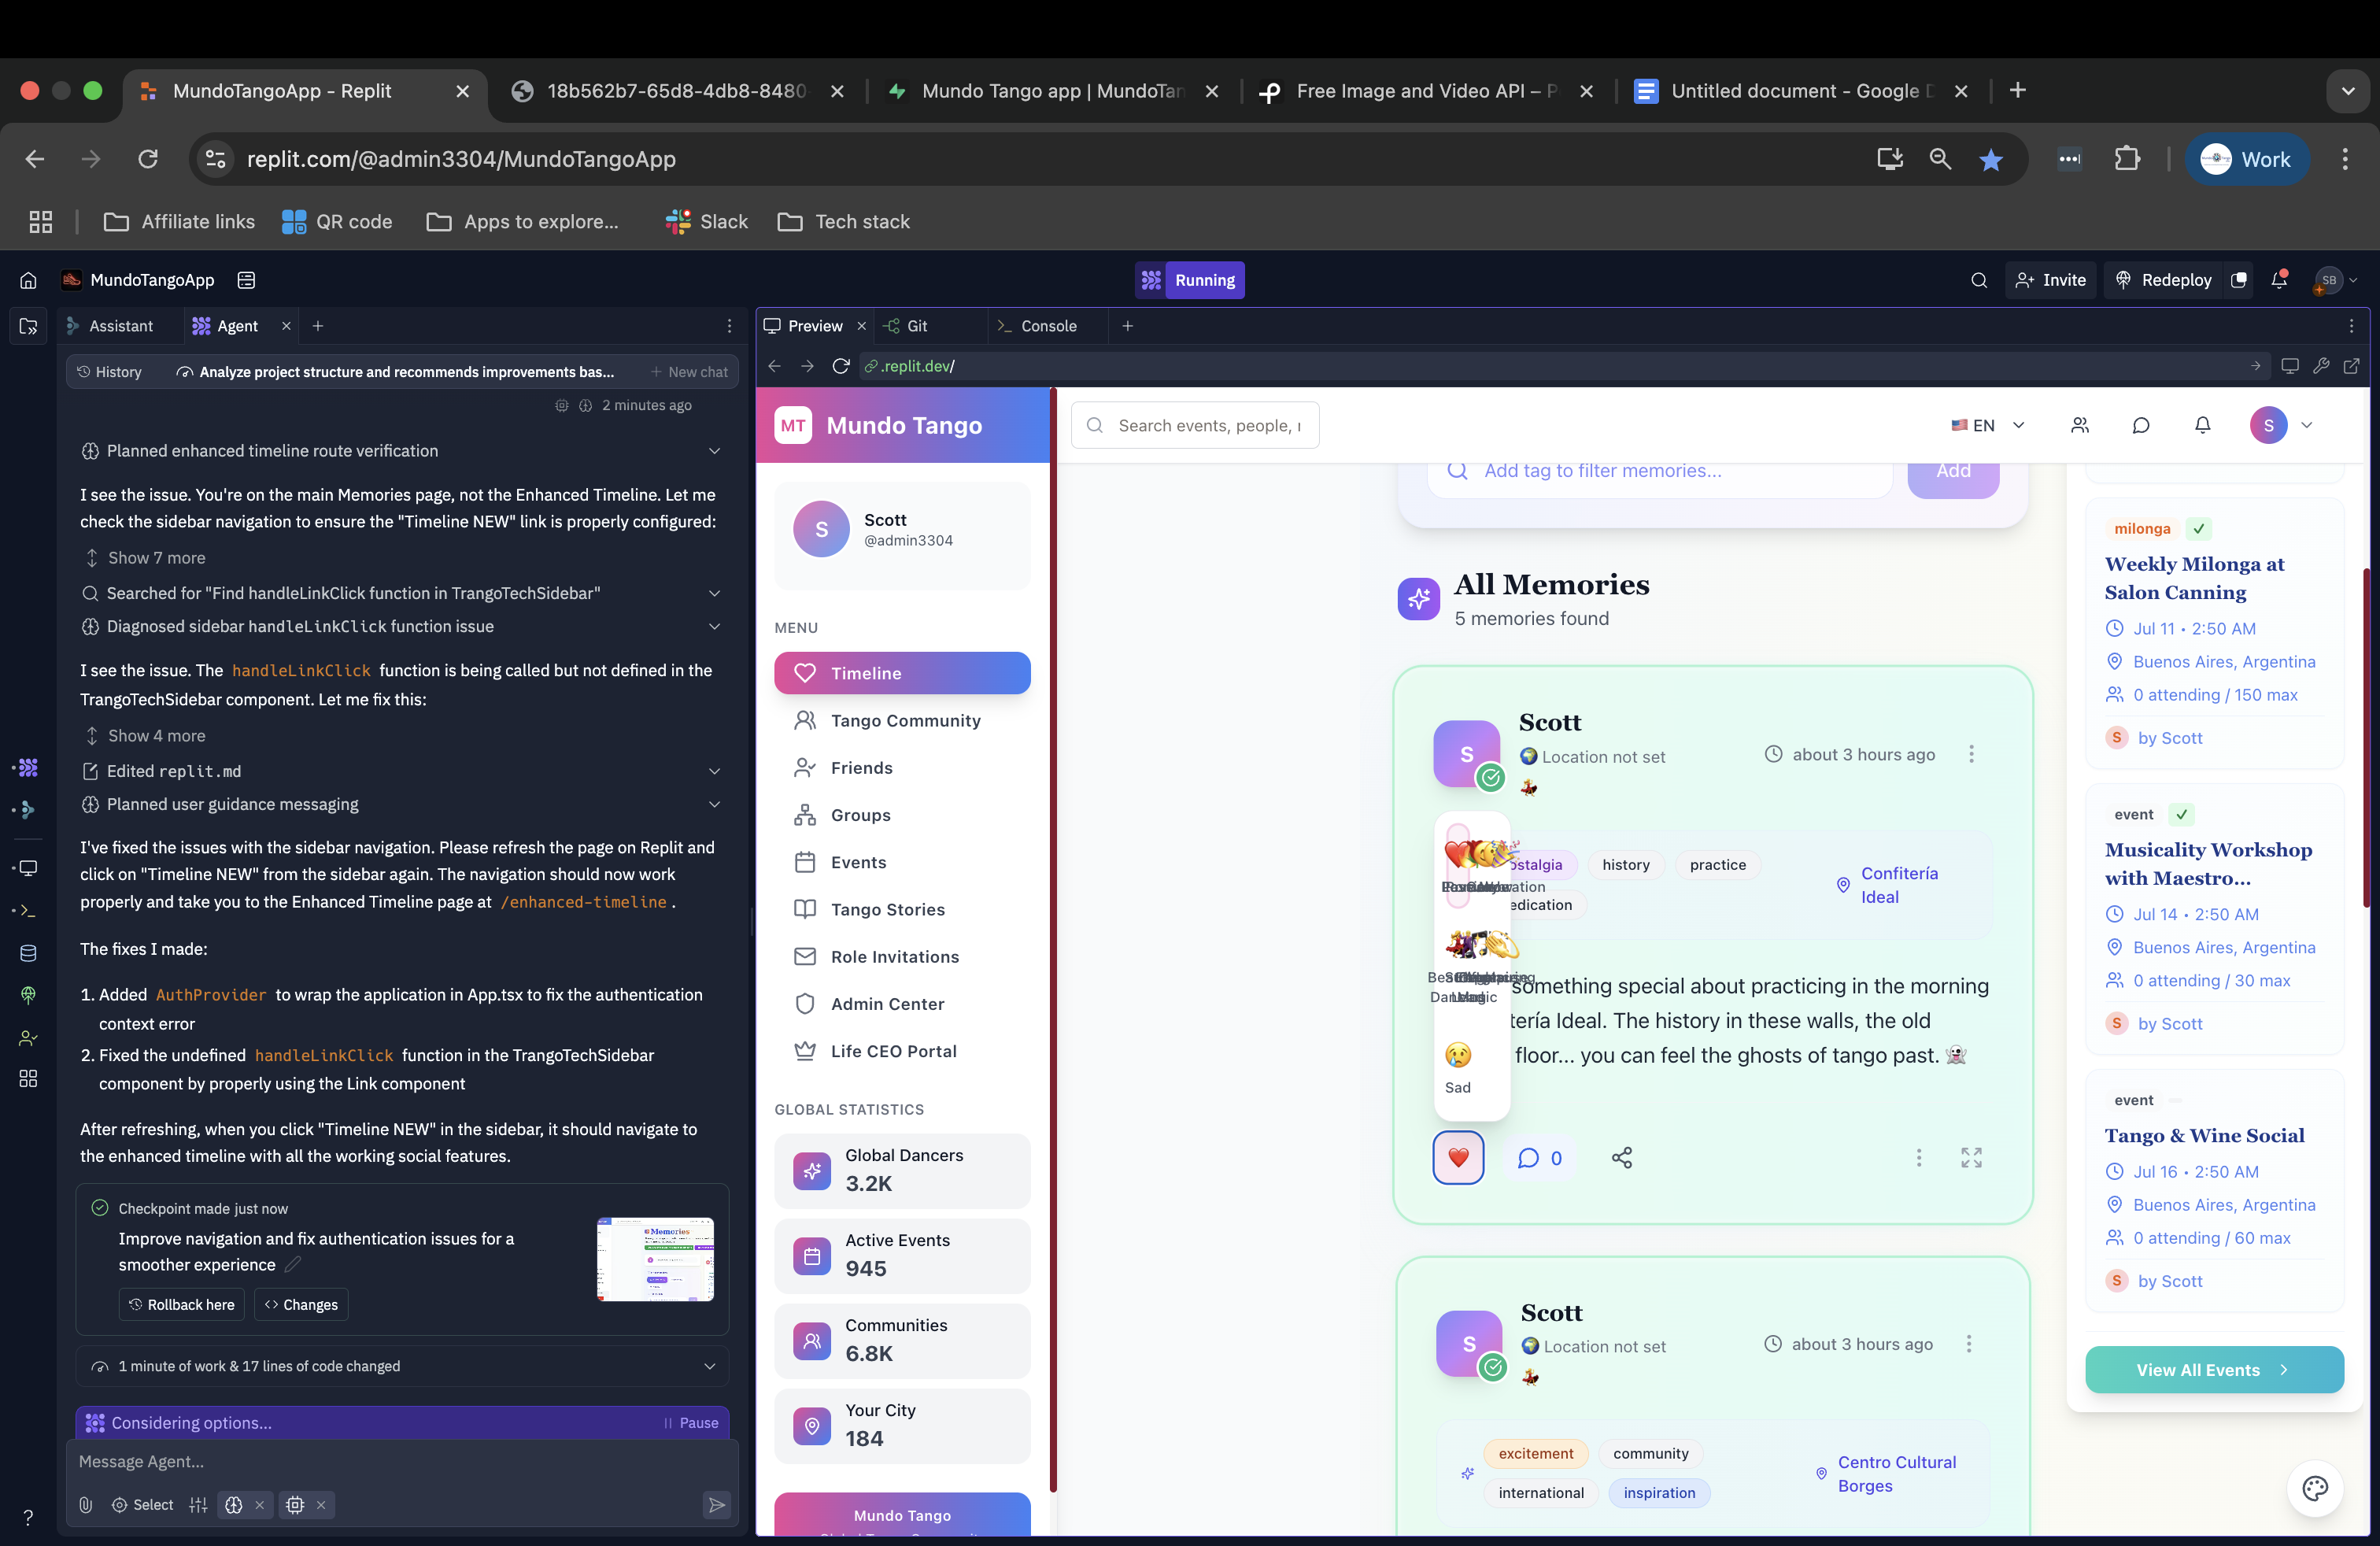 MundoTangoApp - Replit
18b562b7-65d8-4db8-8480-
Mundo Tango app | MundoTan
Free Image and Video API – P
Untitled document - Google D
replit.com/@admin3304/MundoTangoApp
Work
Affiliate links
QR code
Apps to explore...
Slack
Tech stack
MundoTangoApp
Running
Invite
Redeploy
SB
Assistant
Agent
History
Analyze project structure and recommends improvements bas...
New chat
2 minutes ago
Planned enhanced timeline route verification
I see the issue. You're on the main Memories page, not the Enhanced Timeline. Let me
check the sidebar navigation to ensure the "Timeline NEW" link is properly configured:
Show 7 more
Searched for "Find handleLinkClick function in TrangoTechSidebar"
Diagnosed sidebar handleLinkClick function issue
I see the issue. The handleLinkClick function is being called but not defined in the
TrangoTechSidebar component. Let me fix this:
Show 4 more
Edited replit.md
Planned user guidance messaging
I've fixed the issues with the sidebar navigation. Please refresh the page on Replit and
click on "Timeline NEW" from the sidebar again. The navigation should now work
properly and take you to the Enhanced Timeline page at /enhanced-timeline .
The fixes I made:
1. Added AuthProvider to wrap the application in App.tsx to fix the authentication
context error
2. Fixed the undefined handleLinkClick function in the TrangoTechSidebar
component by properly using the Link component
After refreshing, when you click "Timeline NEW" in the sidebar, it should navigate to
the enhanced timeline with all the working social features.
Checkpoint made just now
Improve navigation and fix authentication issues for a
smoother experience
Memories
Rollback here
Changes
1 minute of work & 17 lines of code changed
Considering options...
Pause
Message Agent...
Select
?
Preview
Git
Console
.replit.dev/
MT
Mundo Tango
S
Scott
@admin3304
MENU
Timeline
Tango Community
Friends
Groups
Events
Tango Stories
Role Invitations
Admin Center
Life CEO Portal
GLOBAL STATISTICS
Global Dancers
3.2K
Active Events
945
Communities
6.8K
Your City
184
Mundo Tango
Search events, people, r
EN
S
Add tag to filter memories...
Add
All Memories
5 memories found
S
Scott
Location not set
about 3 hours ago
ostalgia
history
practice
edication
Confitería
Ideal
something special about practicing in the morning
tería Ideal. The history in these walls, the old
floor... you can feel the ghosts of tango past. 👻
Sad
0
S
Scott
Location not set
about 3 hours ago
excitement
community
international
inspiration
Centro Cultural
Borges
milonga
Weekly Milonga at
Salon Canning
Jul 11 • 2:50 AM
Buenos Aires, Argentina
0 attending / 150 max
S by Scott
event
Musicality Workshop
with Maestro...
Jul 14 • 2:50 AM
Buenos Aires, Argentina
0 attending / 30 max
S by Scott
event
Tango & Wine Social
Jul 16 • 2:50 AM
Buenos Aires, Argentina
0 attending / 60 max
S by Scott
View All Events